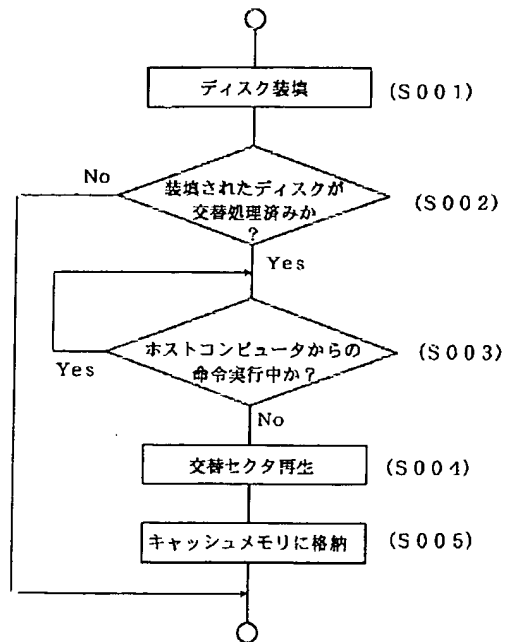 ディスク装填
(S001)
No
装填されたディスクが
交替処理済みか
?
(S002)
Yes
ホストコンピュータからの
命令実行中か?
(S003)
Yes
No
交替セクタ再生
(S004)
キャッシュメモリに格納
(S005)